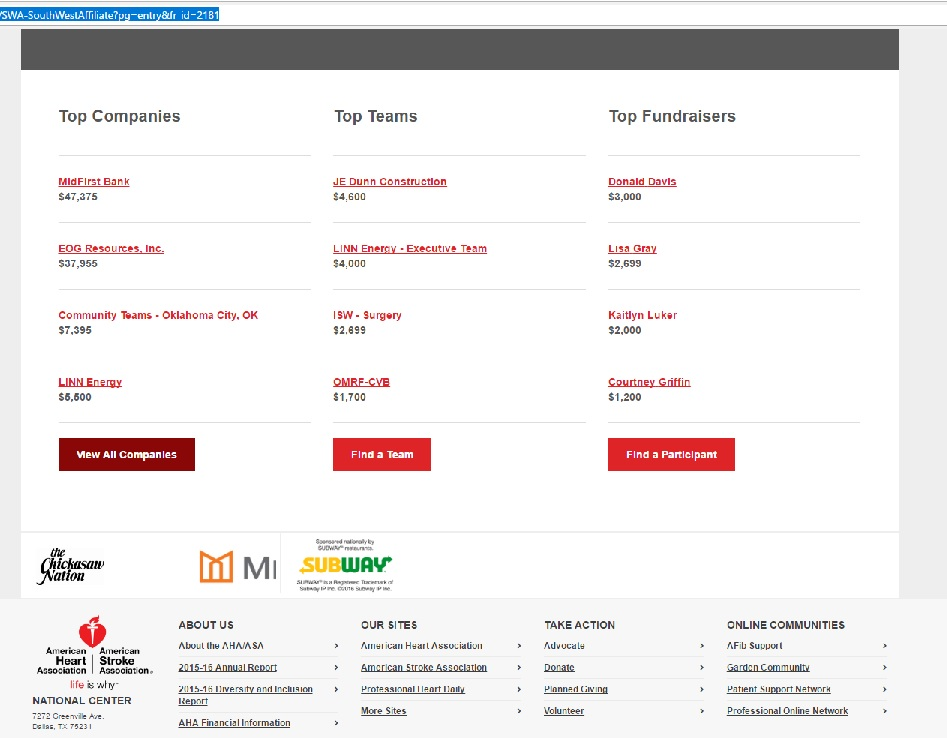 /SWA-SouthWestAffiliate?pg=entry&fr_id=2181
Top Companies
MidFirst Bank
$47,375
EOG Resources, Inc.
$37,955
Community Teams - Oklahoma City, OK
$7,395
LINN Energy
$5,500
View All Companies
Top Teams
JE Dunn Construction
$4,600
LINN Energy - Executive Team
$4,000
ISW - Surgery
$2,699
OMRF-CVB
$1,700
Find a Team
Top Fundraisers
Donald Davis
$3,000
Lisa Gray
$2,699
Kaitlyn Luker
$2,000
Courtney Griffin
$1,200
Find a Participant
the
Chickasaw
Nation
MI
Sponsored nationally by
SUBWAY® restaurants.
SUBWAY®
SUBWAY® is a Registered Trademark of
Subway IP Inc. ©2016 Subway IP Inc.
American Heart Association
American Stroke Association®
life is why™
NATIONAL CENTER
7272 Greenville Ave.
Dallas, TX 75231
ABOUT US
About the AHA/ASA
2015-16 Annual Report
2015-16 Diversity and Inclusion
Report
AHA Financial Information
OUR SITES
American Heart Association
American Stroke Association
Professional Heart Daily
More Sites
TAKE ACTION
Advocate
Donate
Planned Giving
Volunteer
ONLINE COMMUNITIES
AFib Support
Garden Community
Patient Support Network
Professional Online Network